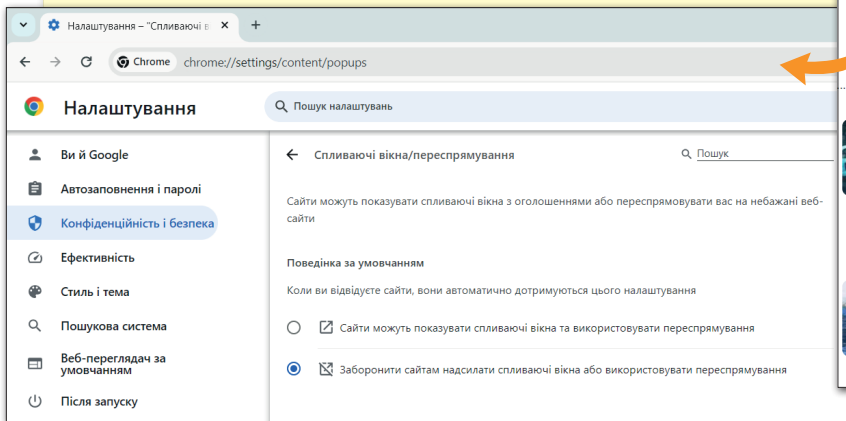 Налаштування – "Спливаючі в
Chrome
chrome://settings/content/popups
Налаштування
Пошук налаштувань
Ви й Google
Автозаповнення і паролі
Конфіденційність і безпека
Ефективність
Стиль і тема
Пошукова система
Веб-переглядач за
умовчанням
Після запуску
Спливаючі вікна/переспрямування
Пошук
Сайти можуть показувати спливаючі вікна з оголошеннями або переспрямовувати вас на небажані веб-
сайти
Поведінка за умовчанням
Коли ви відвідуєте сайти, вони автоматично дотримуються цього налаштування
Сайти можуть показувати спливаючі вікна та використовувати переспрямування
Заборонити сайтам надсилати спливаючі вікна або використовувати переспрямування